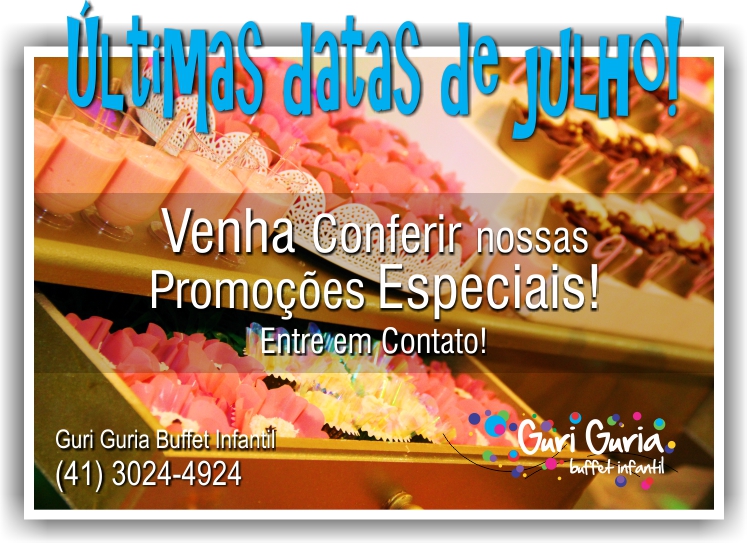 Últimas datas de Julho!
Venha Conferir nossas
Promoções Especiais!
Entre em Contato!
Guri Guria Buffet Infantil
(41) 3024-4924
Guri Guria
buffet infantil